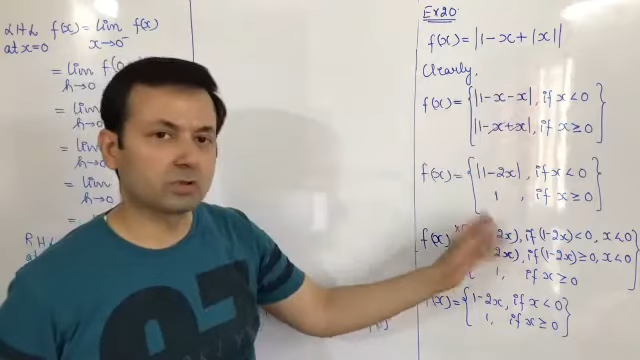 LHL f(x) = lim f(x)
at x=0 x→0⁻
= lim f(0
h→0
= lim
h→0
= lim
h→0
= lim
h→0
=
RHL
Ex20:
f(x) = |1-x+|x||
Clearly,
f(x) = { |1-x-x|, if x<0
|1-x+x|, if x≥0 }
f(x) = { |1-2x|, if x<0
1, if x≥0 }
f(x) 2x), if (1-2x)<0, x<0
2x), if (1-2x)≥0, x<0
1, if x≥0 }
f(x) = { 1-2x, if x<0
1, if x≥0 }